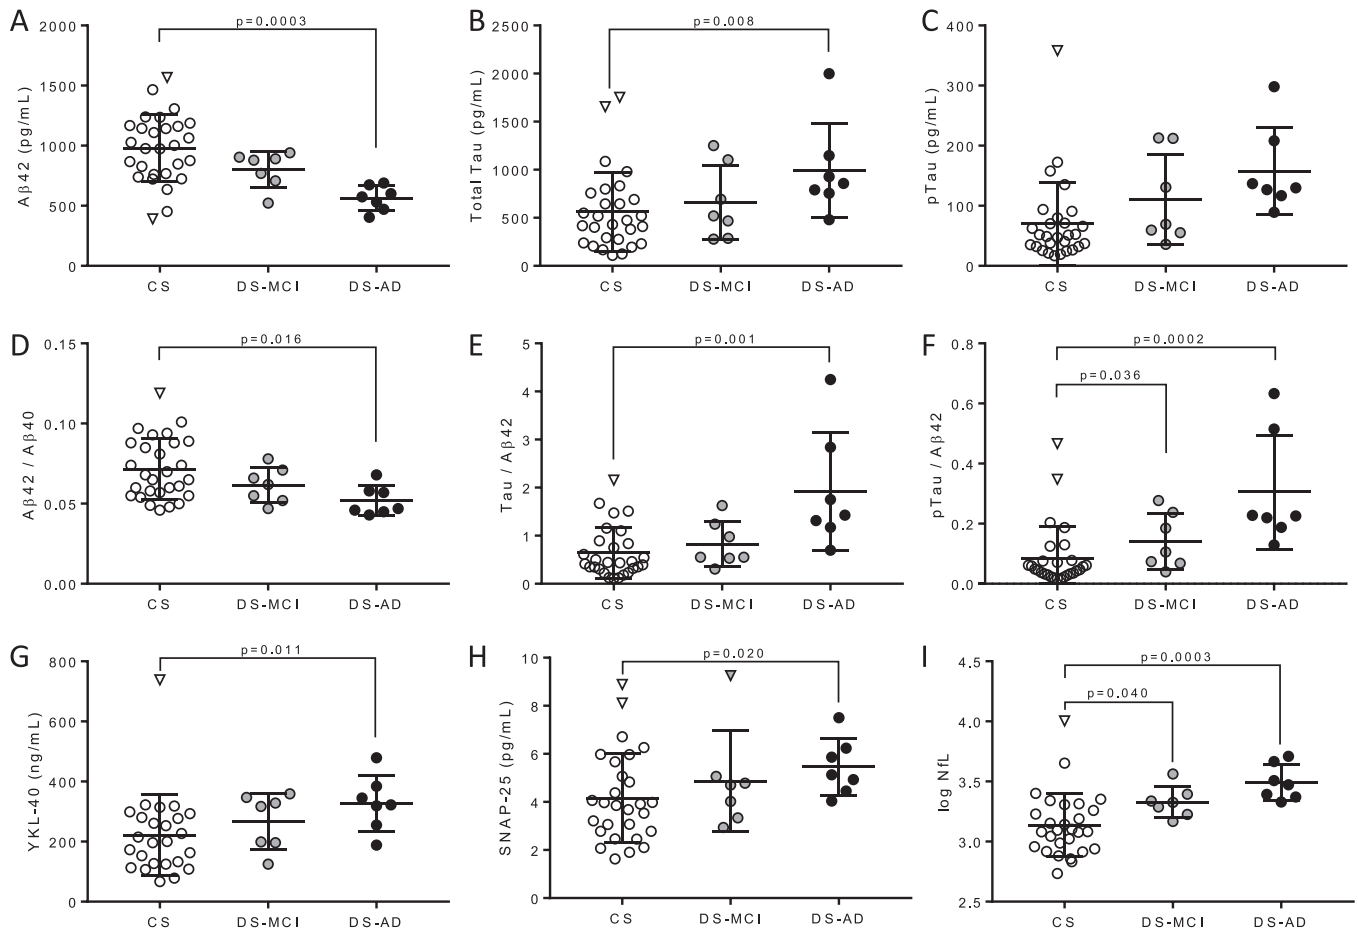 A
Aβ42 (pg/mL)
2000
1500
1000
500
0
p=0.0003
CS
DS-MCI
DS-AD
B
Total Tau (pg/mL)
2500
2000
1500
1000
500
0
p=0.008
CS
DS-MCI
DS-AD
C
pTau (pg/mL)
400
300
200
100
0
CS
DS-MCI
DS-AD
D
Aβ42 / Aβ40
0.15
0.10
0.05
0.00
p=0.016
CS
DS-MCI
DS-AD
E
Tau / Aβ42
5
4
3
2
1
0
p=0.001
CS
DS-MCI
DS-AD
F
pTau / Aβ42
0.8
0.6
0.4
0.2
0.0
p=0.0002
p=0.036
CS
DS-MCI
DS-AD
G
YKL-40 (ng/mL)
800
600
400
200
0
p=0.011
CS
DS-MCI
DS-AD
H
SNAP-25 (pg/mL)
10
8
6
4
2
0
p=0.020
CS
DS-MCI
DS-AD
I
log NfL
4.5
4.0
3.5
3.0
2.5
p=0.0003
p=0.040
CS
DS-MCI
DS-AD